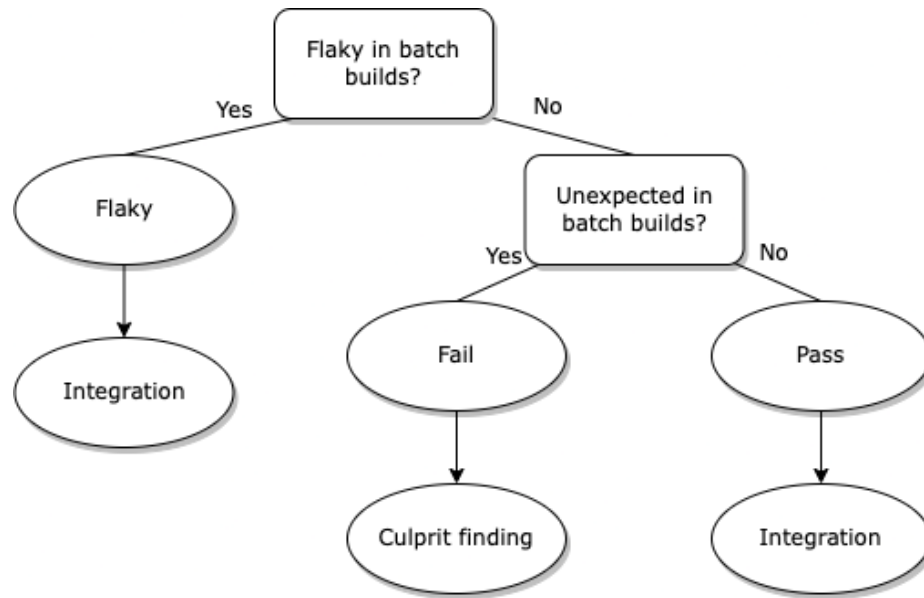 Flaky in batch
builds?
Yes
No
Flaky
Unexpected in
batch builds?
Yes
No
Integration
Fail
Pass
Culprit finding
Integration